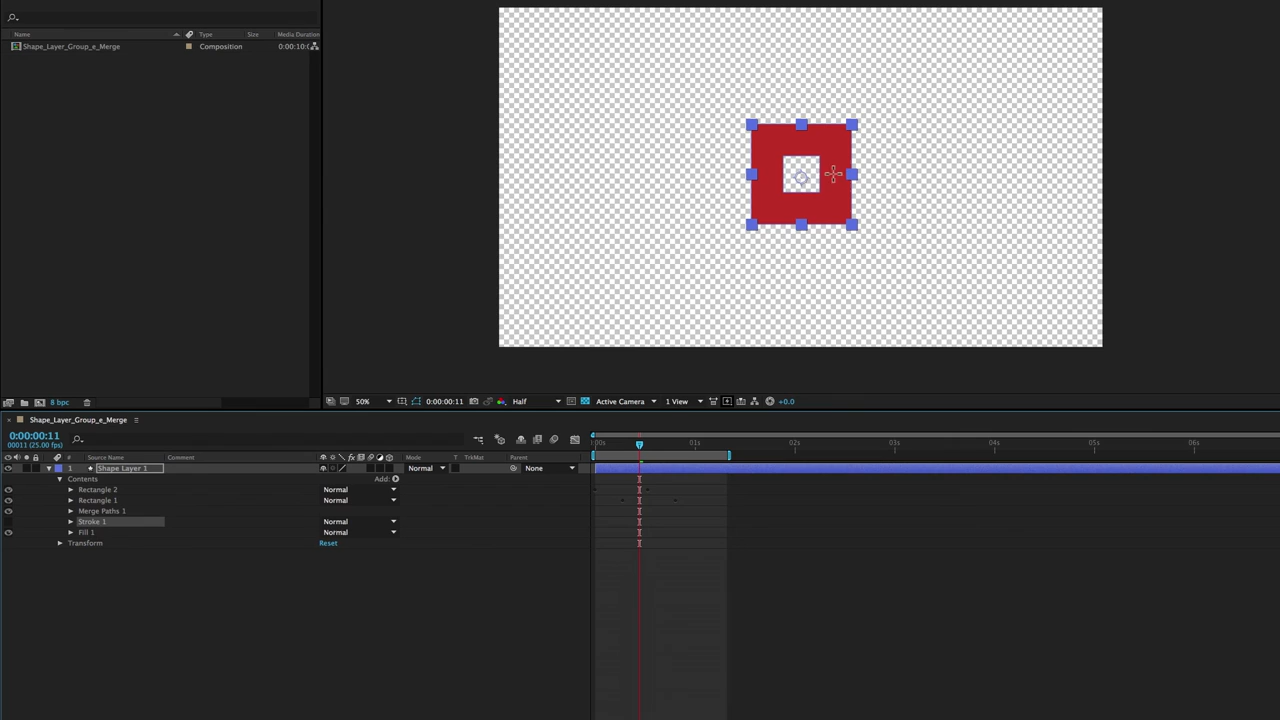 Name Type Size Media Duration
Shape_Layer_Group_e_Merge Composition 0:00:10:0
8 bpc
50% 0:00:00:11 Half Active Camera 1 View +0.0
Shape_Layer_Group_e_Merge
0:00:00:11
00011 (25.00 fps)
:00s 01s 02s 03s 04s 05s 06s
# Source Name Comment Mode T TrkMat Parent
1 Shape Layer 1 Normal None
Contents Add:
Rectangle 2 Normal
Rectangle 1 Normal
Merge Paths 1
Stroke 1 Normal
Fill 1 Normal
Transform Reset